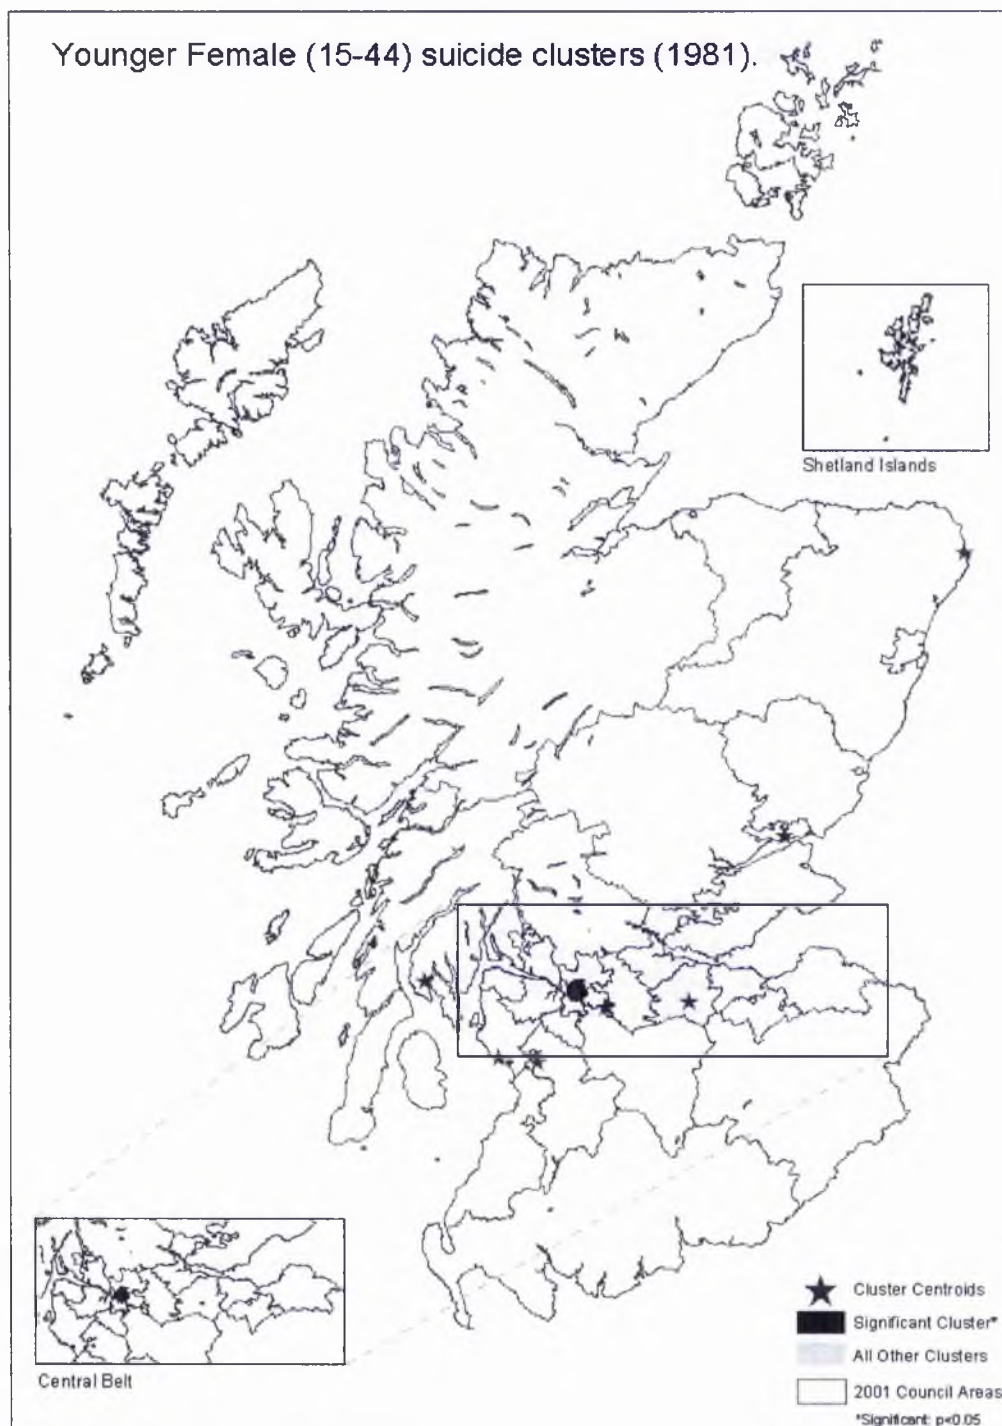 Younger Female (15-44) suicide clusters (1981).
Shetland Islands
Central Belt
Cluster Centroids
Significant Cluster*
All Other Clusters
2001 Council Areas
*Significant: p<0.05